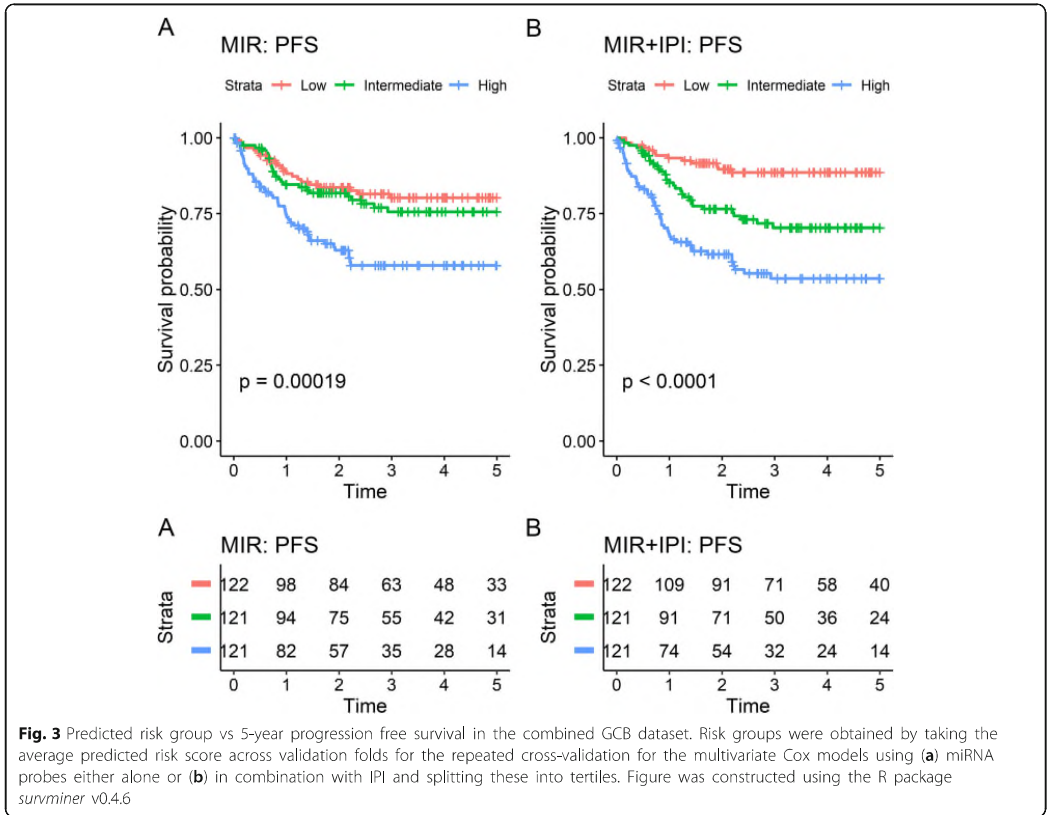 A
MIR: PFS
Strata Low Intermediate High
1.00
0.75
0.50
0.25
0.00
Survival probability
p = 0.00019
0 1 2 3 4 5
Time
B
MIR+IPI: PFS
Strata Low Intermediate High
1.00
0.75
0.50
0.25
0.00
Survival probability
p < 0.0001
0 1 2 3 4 5
Time
A
MIR: PFS
Strata
122 98 84 63 48 33
121 94 75 55 42 31
121 82 57 35 28 14
0 1 2 3 4 5
Time
B
MIR+IPI: PFS
Strata
122 109 91 71 58 40
121 91 71 50 36 24
121 74 54 32 24 14
0 1 2 3 4 5
Time
Fig. 3 Predicted risk group vs 5-year progression free survival in the combined GCB dataset. Risk groups were obtained by taking the
average predicted risk score across validation folds for the repeated cross-validation for the multivariate Cox models using (a) miRNA
probes either alone or (b) in combination with IPI and splitting these into tertiles. Figure was constructed using the R package
survminer v0.4.6